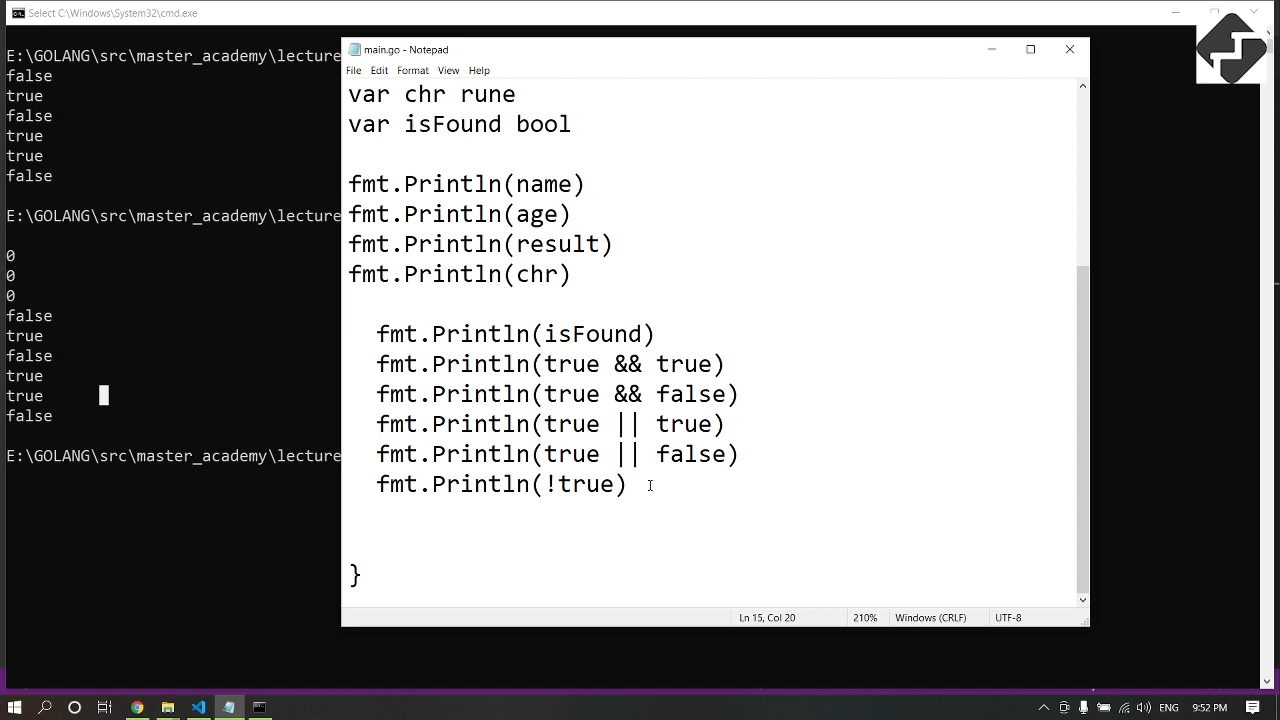 Select C:\Windows\System32\cmd.exe
E:\GOLANG\src\master_academy\lecture
false
true
false
true
true
false
E:\GOLANG\src\master_academy\lecture
0
0
0
false
true
false
true
true
false
E:\GOLANG\src\master_academy\lecture
main.go - Notepad
File Edit Format View Help
var chr rune
var isFound bool
fmt.Println(name)
fmt.Println(age)
fmt.Println(result)
fmt.Println(chr)
fmt.Println(isFound)
fmt.Println(true && true)
fmt.Println(true && false)
fmt.Println(true || true)
fmt.Println(true || false)
fmt.Println(!true)
}
Ln 15, Col 20 210% Windows (CRLF) UTF-8
ENG 9:52 PM